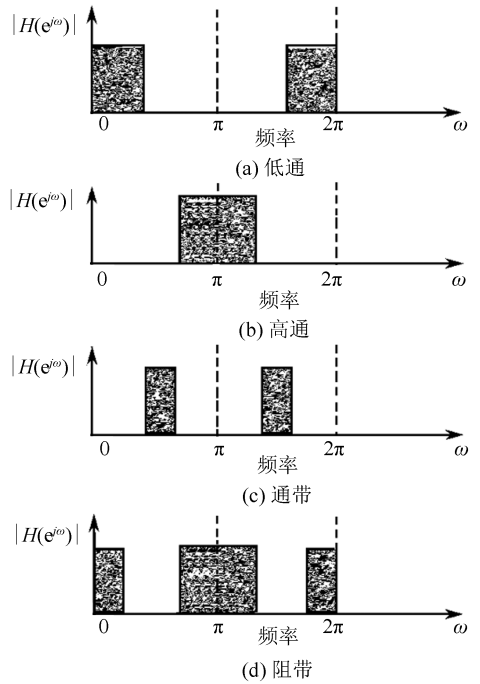 |H(e^{jω})|
0 π 2π ω
频率
(a) 低通
|H(e^{jω})|
0 π 2π ω
频率
(b) 高通
|H(e^{jω})|
0 π 2π ω
频率
(c) 通带
|H(e^{jω})|
0 π 2π ω
频率
(d) 阻带